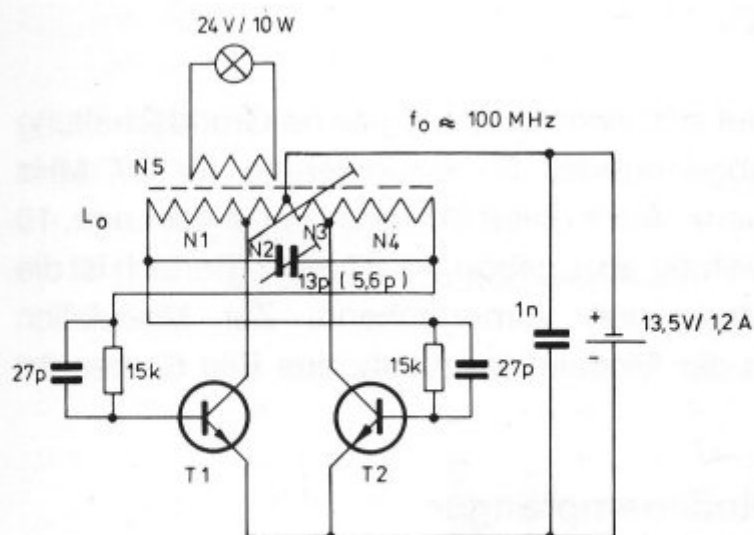 24 V / 10 W
f₀ ≈ 100 MHz
N5
L₀
N1
N2
N3
N4
13p ( 5,6p )
1n
+
13,5V/ 1,2 A
-
27p
15k
15k
27p
T1
T2